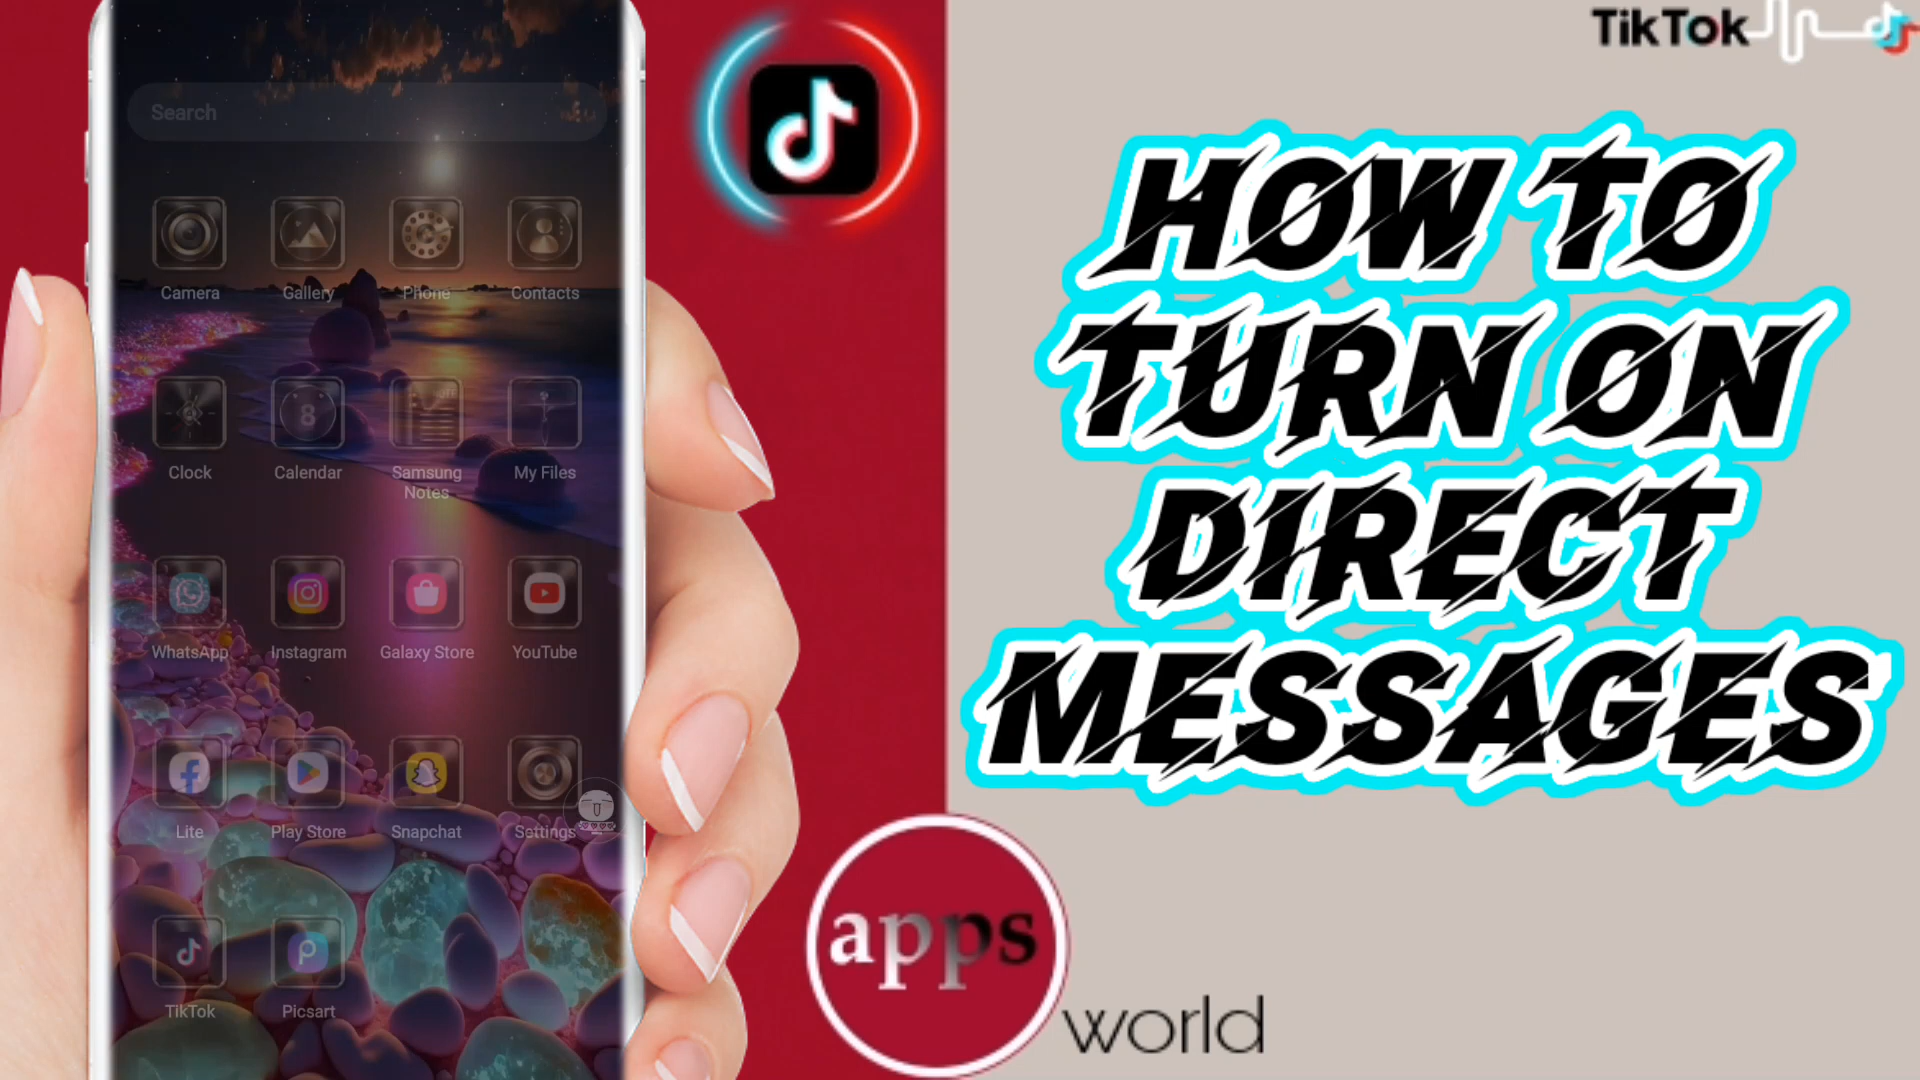 Search
Camera
Gallery
Phone
Contacts
Clock
8
Calendar
Samsung
Notes
My Files
WhatsApp
Instagram
Galaxy Store
YouTube
Lite
Play Store
Snapchat
Settings
TikTok
Picsart
TikTok
HOW TO
TURN ON
DIRECT
MESSAGES
apps
world